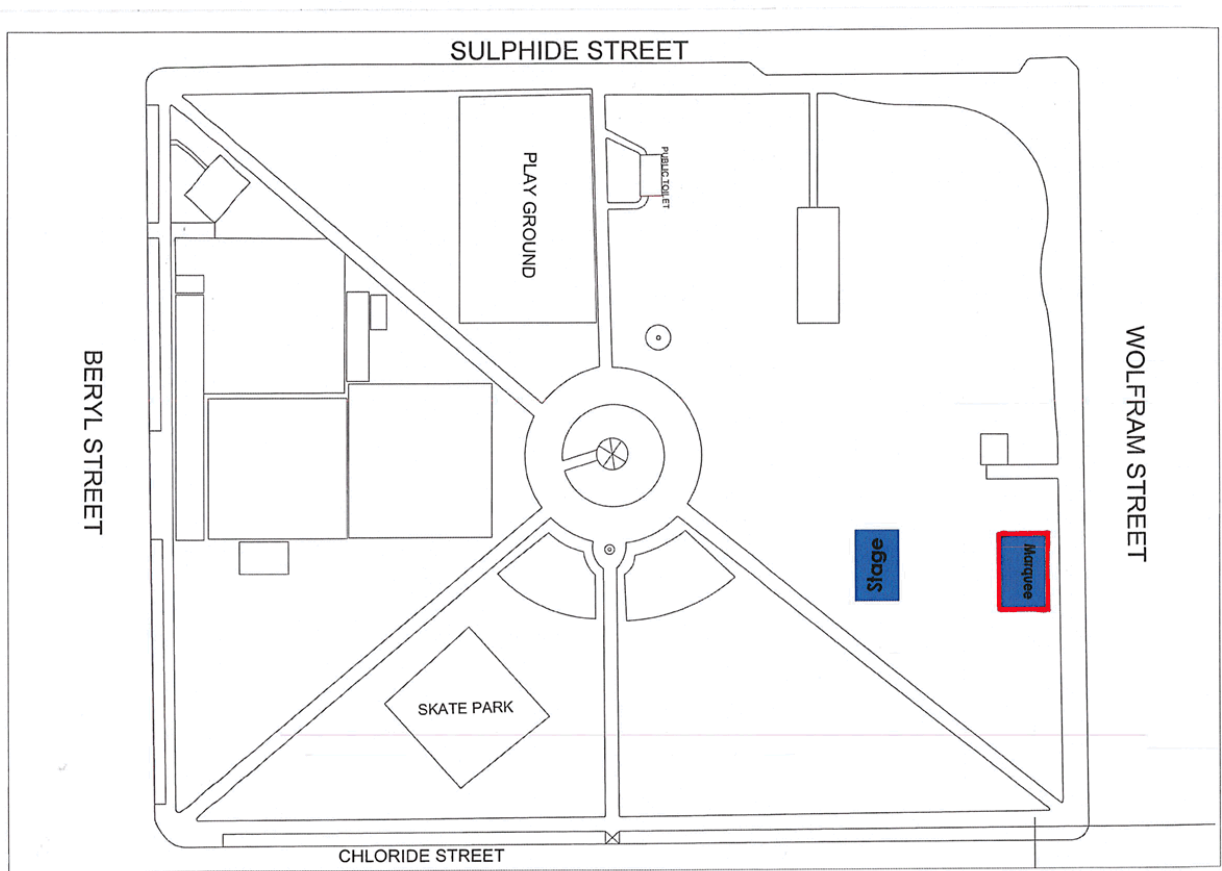 SULPHIDE STREET
PLAY GROUND
PUBLIC TOILET
BERYL STREET
WOLFRAM STREET
Stage
Marquee
SKATE PARK
CHLORIDE STREET